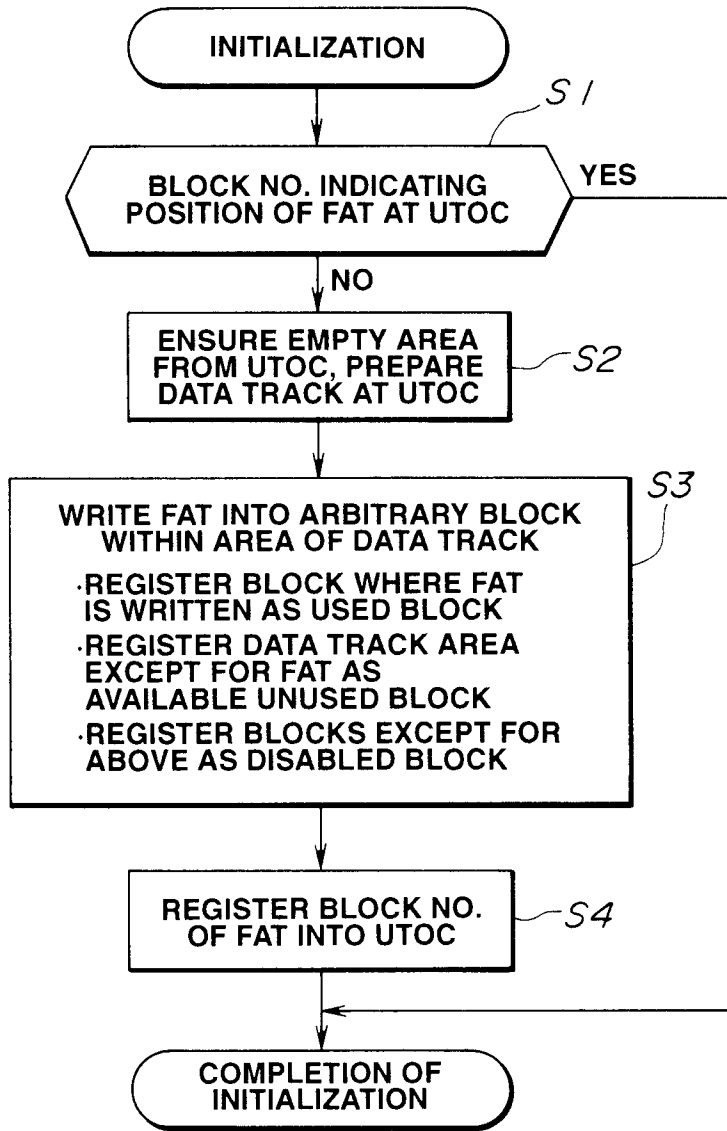 INITIALIZATION
S1
BLOCK NO. INDICATING
POSITION OF FAT AT UTOC
YES
NO
ENSURE EMPTY AREA
FROM UTOC, PREPARE
DATA TRACK AT UTOC
S2
S3
WRITE FAT INTO ARBITRARY BLOCK
WITHIN AREA OF DATA TRACK
·REGISTER BLOCK WHERE FAT
IS WRITTEN AS USED BLOCK
·REGISTER DATA TRACK AREA
EXCEPT FOR FAT AS
AVAILABLE UNUSED BLOCK
·REGISTER BLOCKS EXCEPT FOR
ABOVE AS DISABLED BLOCK
REGISTER BLOCK NO.
OF FAT INTO UTOC
S4
COMPLETION OF
INITIALIZATION